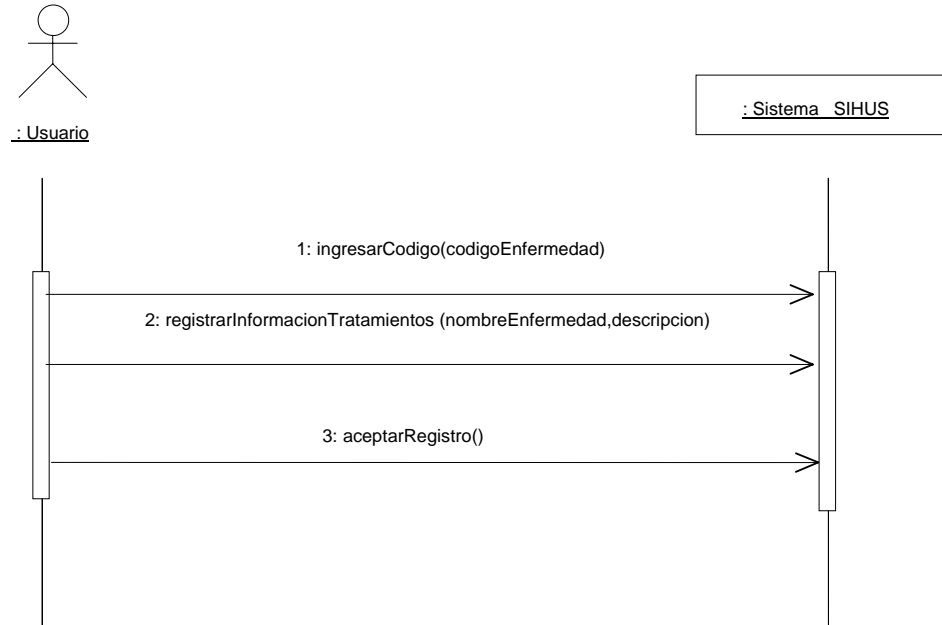 : Usuario
: Sistema SIHUS
1: ingresarCodigo(codigoEnfermedad)
2: registrarInformacionTratamientos (nombreEnfermedad,descripcion)
3: aceptarRegistro()